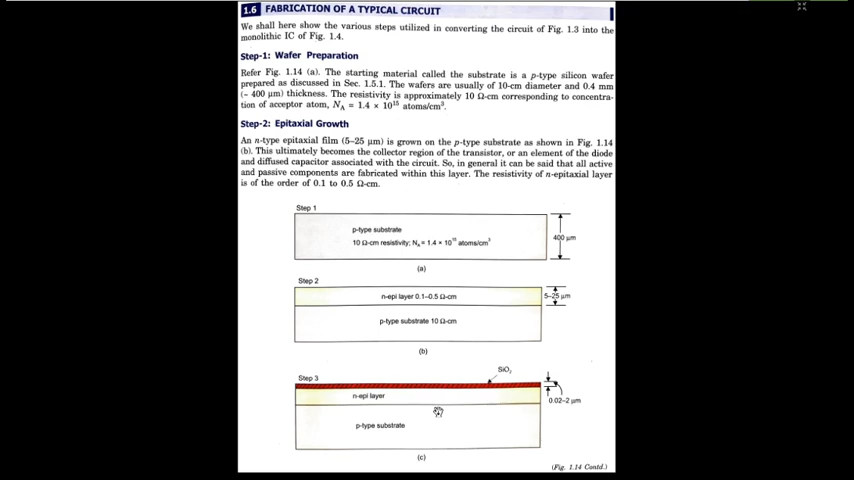 1.6 FABRICATION OF A TYPICAL CIRCUIT
We shall here show the various steps utilized in converting the circuit of Fig. 1.3 into the
monolithic IC of Fig. 1.4.
Step-1: Wafer Preparation
Refer Fig. 1.14 (a). The starting material called the substrate is a p-type silicon wafer
prepared as discussed in Sec. 1.5.1. The wafers are usually of 10-cm diameter and 0.4 mm
(~ 400 μm) thickness. The resistivity is approximately 10 Ω-cm corresponding to concentra-
tion of acceptor atom, NA = 1.4 × 10¹⁵ atoms/cm³.
Step-2: Epitaxial Growth
An n-type epitaxial film (5–25 μm) is grown on the p-type substrate as shown in Fig. 1.14
(b). This ultimately becomes the collector region of the transistor, or an element of the diode
and diffused capacitor associated with the circuit. So, in general it can be said that all active
and passive components are fabricated within this layer. The resistivity of n-epitaxial layer
is of the order of 0.1 to 0.5 Ω-cm.
Step 1
p-type substrate
10 Ω-cm resistivity; NA = 1.4 × 10¹⁵ atoms/cm³
400 μm
(a)
Step 2
n-epi layer 0.1–0.5 Ω-cm
5–25 μm
p-type substrate 10 Ω-cm
(b)
SiO₂
Step 3
n-epi layer
0.02–2 μm
p-type substrate
(c)
(Fig. 1.14 Contd.)